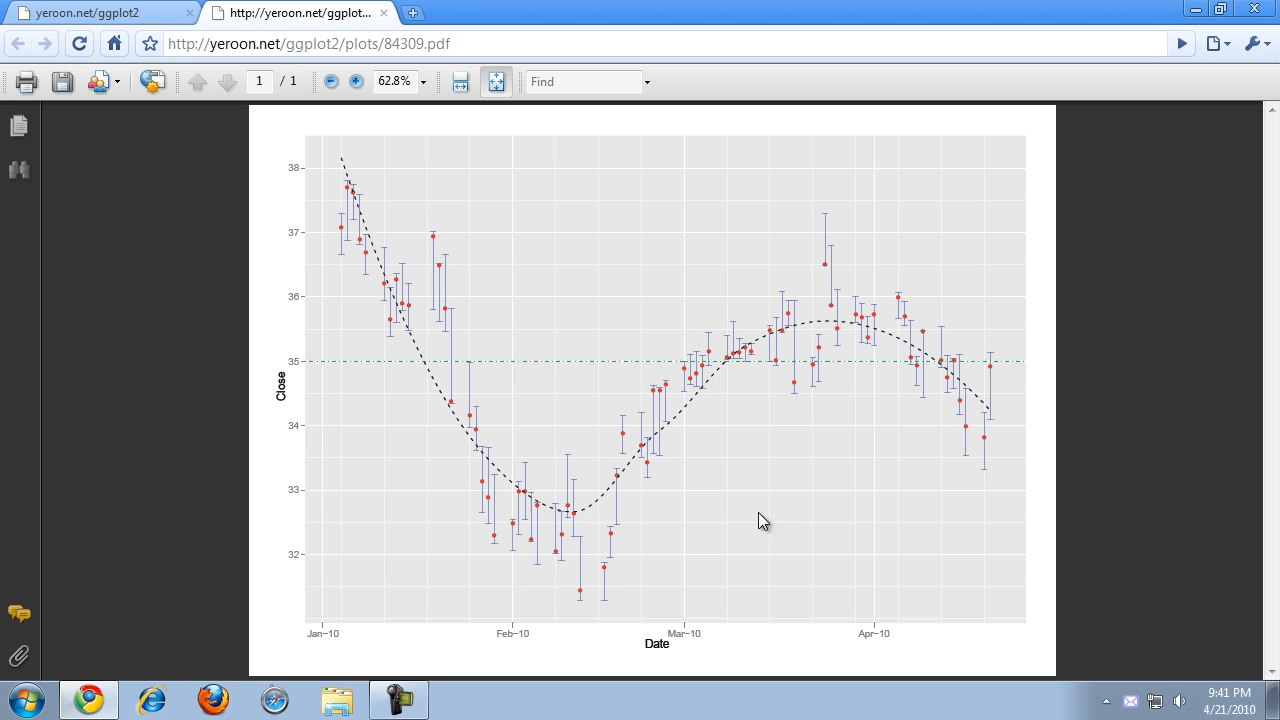 yeroon.net/ggplot2
http://yeroon.net/ggplot...
http://yeroon.net/ggplot2/plots/84309.pdf
1 / 1
62.8%
Find
38
37
36
35
34
33
32
Close
Jan-10
Feb-10
Mar-10
Apr-10
Date
9:41 PM
4/21/2010